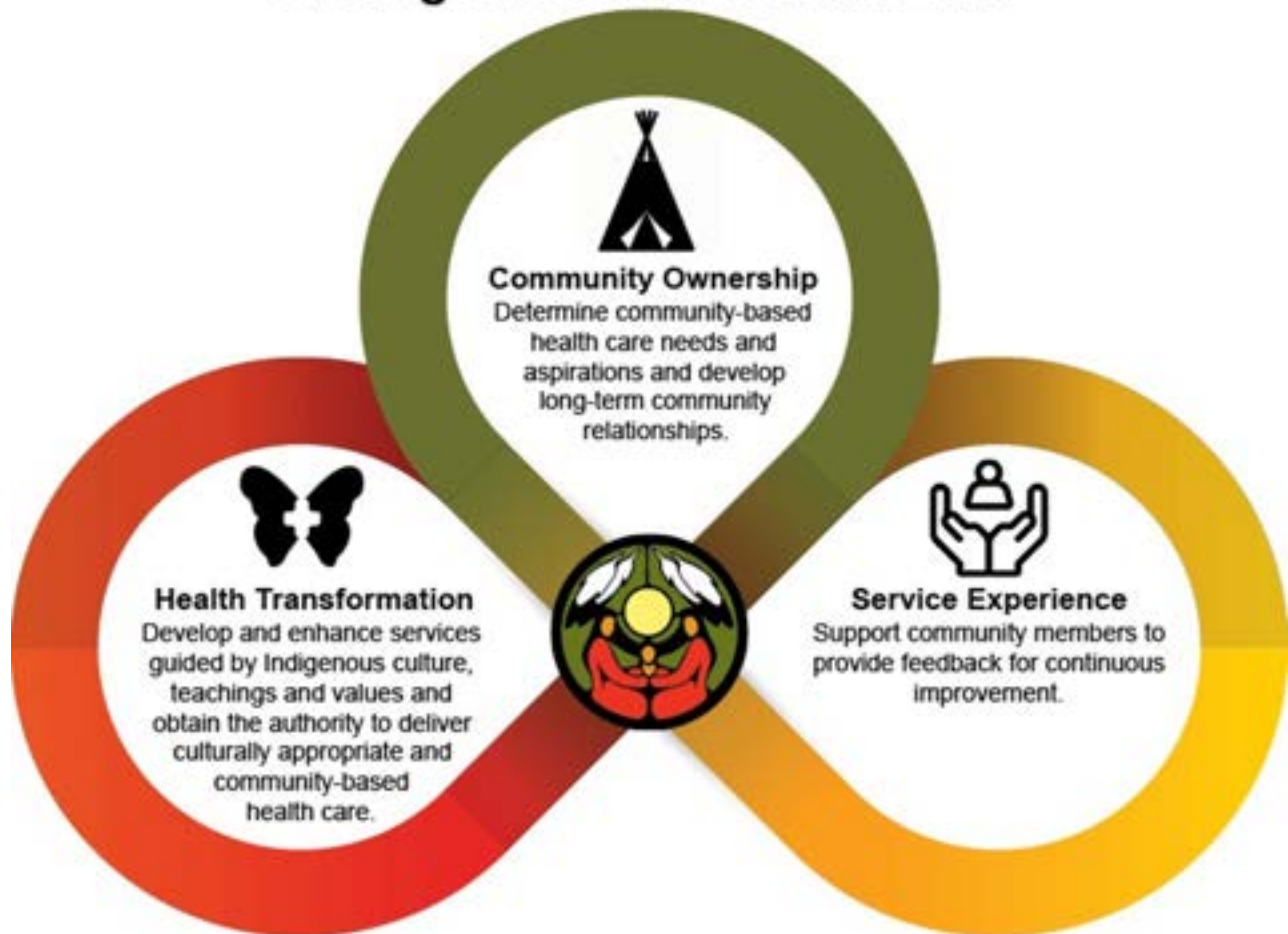 Community Ownership
Determine community-based
health care needs and
aspirations and develop
long-term community
relationships.
Health Transformation
Develop and enhance services
guided by Indigenous culture,
teachings and values and
obtain the authority to deliver
culturally appropriate and
community-based
health care.
Service Experience
Support community members to
provide feedback for continuous
improvement.